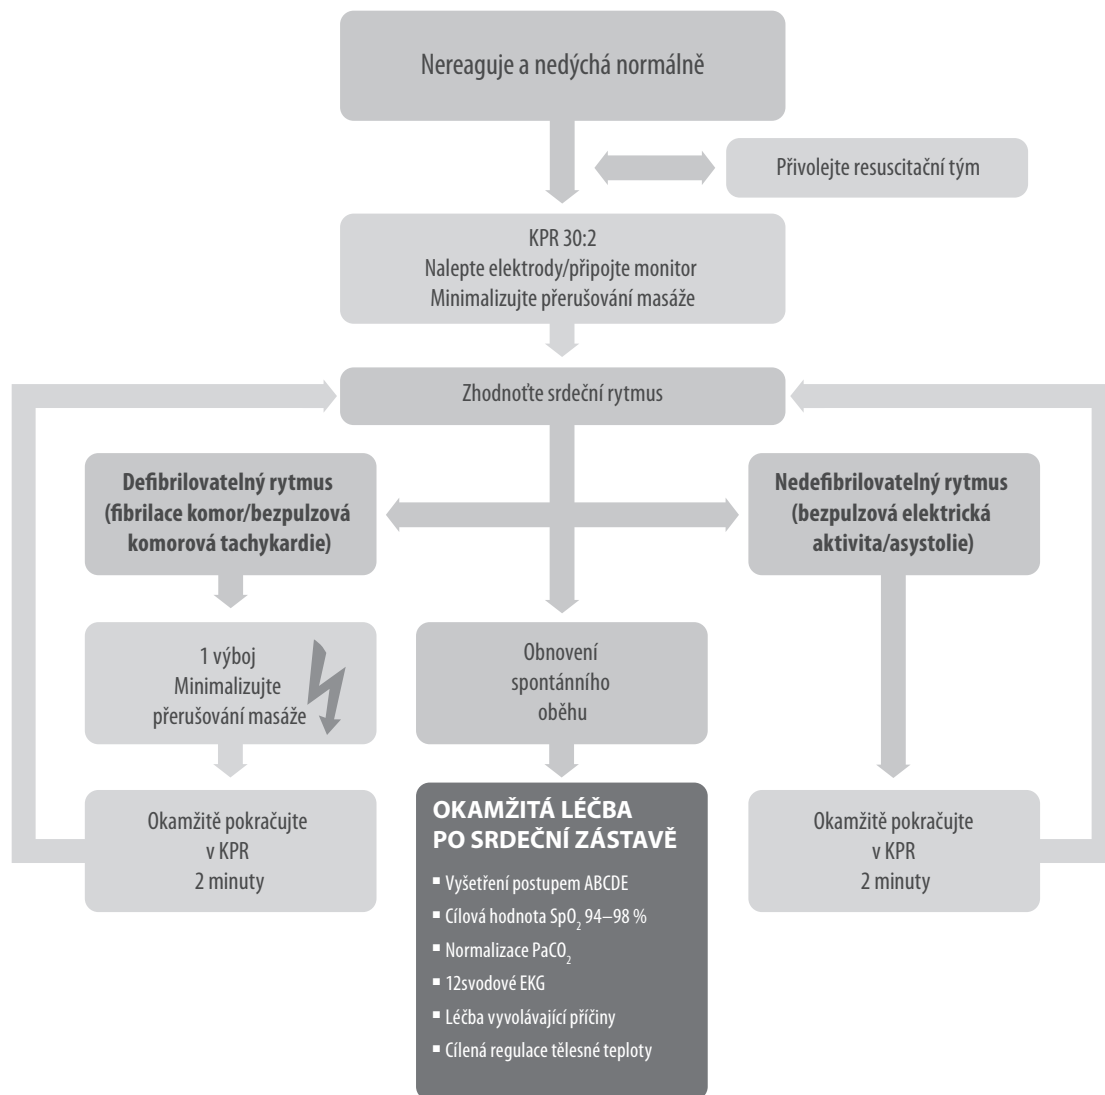 Nereaguje a nedýchá normálně
Přivolejte resuscitační tým
KPR 30:2
Nalepte elektrody/připojte monitor
Minimalizujte přerušování masáže
Zhodnoťte srdeční rytmus
Defibrilovatelný rytmus
(fibrilace komor/bezpulzová
komorová tachykardie)
Nedefibrilovatelný rytmus
(bezpulzová elektrická
aktivita/asystolie)
1 výboj
Minimalizujte
přerušování masáže
Obnovení
spontánního
oběhu
Okamžitě pokračujte
v KPR
2 minuty
OKAMŽITÁ LÉČBA
PO SRDEČNÍ ZÁSTAVĚ
▪ Vyšetření postupem ABCDE
▪ Cílová hodnota SpO₂ 94–98 %
▪ Normalizace PaCO₂
▪ 12svodové EKG
▪ Léčba vyvolávající příčiny
▪ Cílená regulace tělesné teploty
Okamžitě pokračujte
v KPR
2 minuty